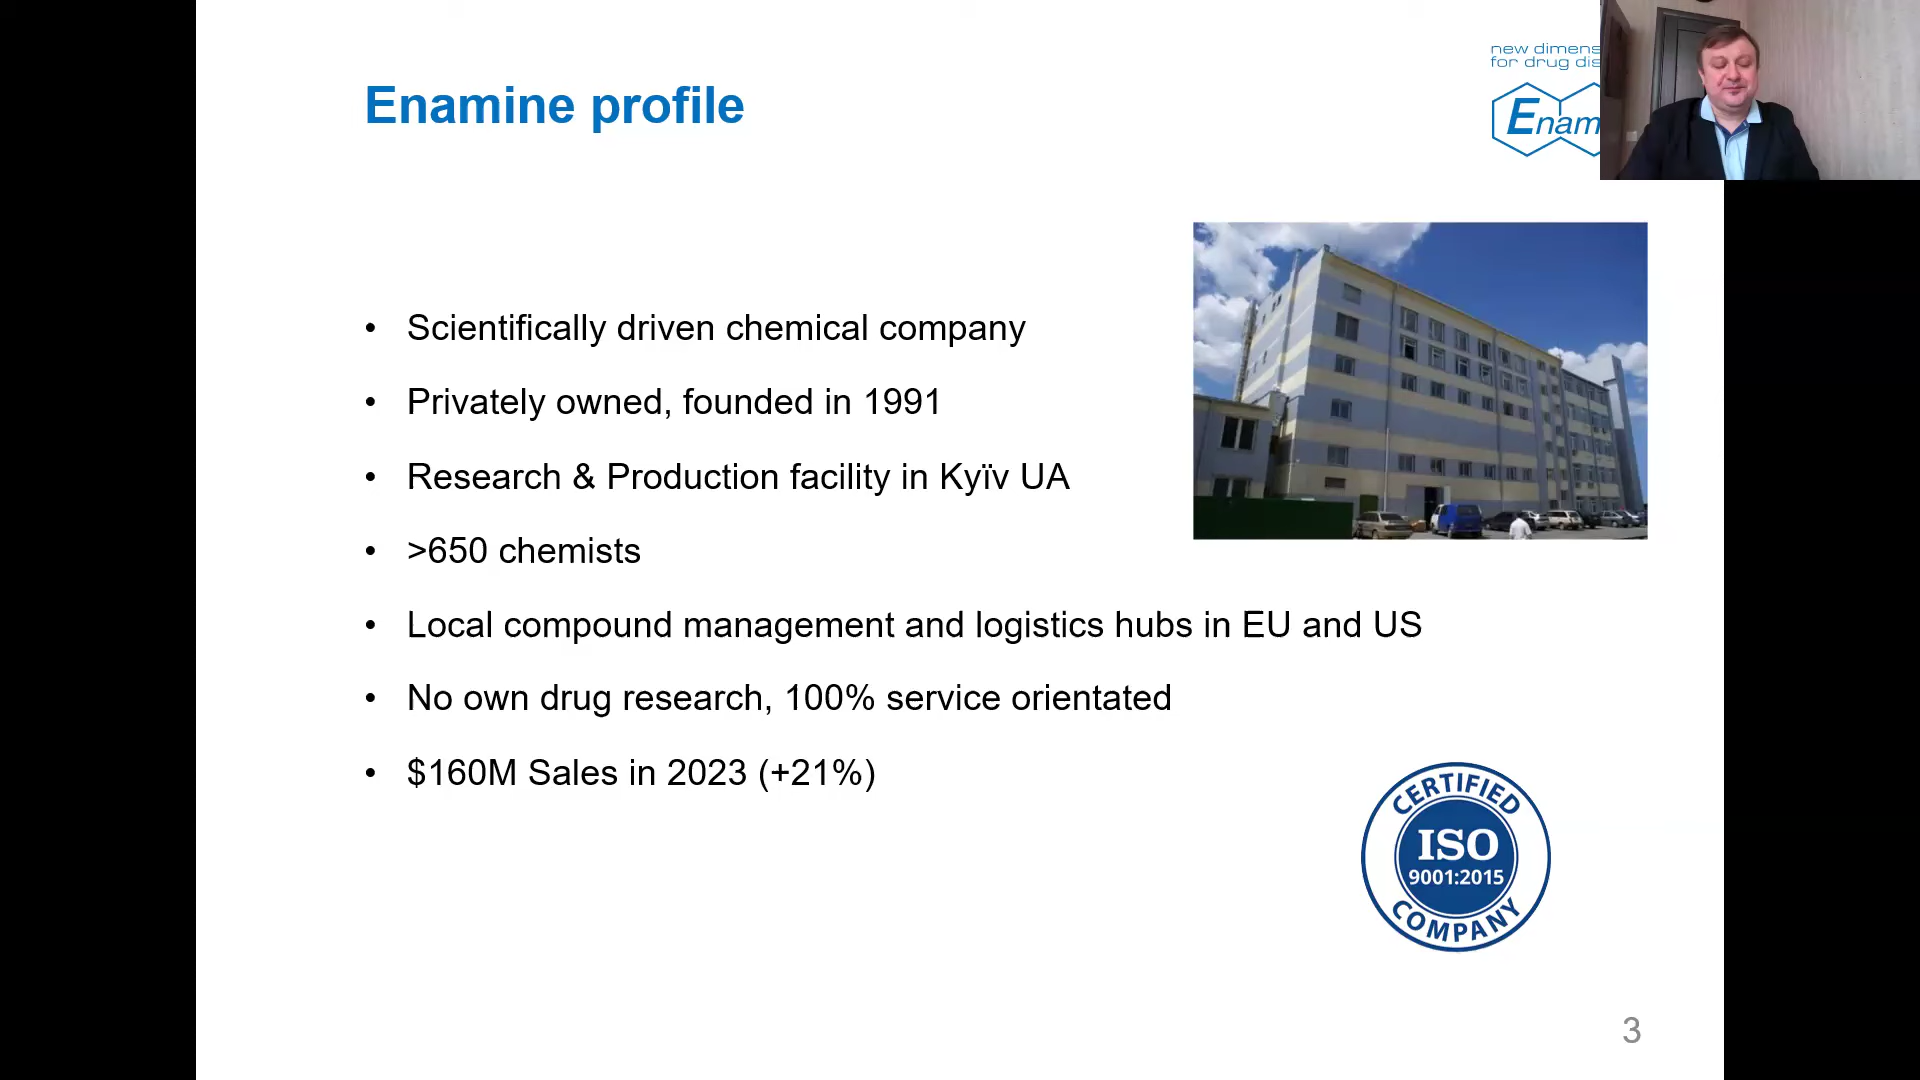 new dimens
for drug dis
Enam
Enamine profile
• Scientifically driven chemical company
• Privately owned, founded in 1991
• Research & Production facility in Kyïv UA
• >650 chemists
• Local compound management and logistics hubs in EU and US
• No own drug research, 100% service orientated
• $160M Sales in 2023 (+21%)
CERTIFIED
ISO
9001:2015
COMPANY
3